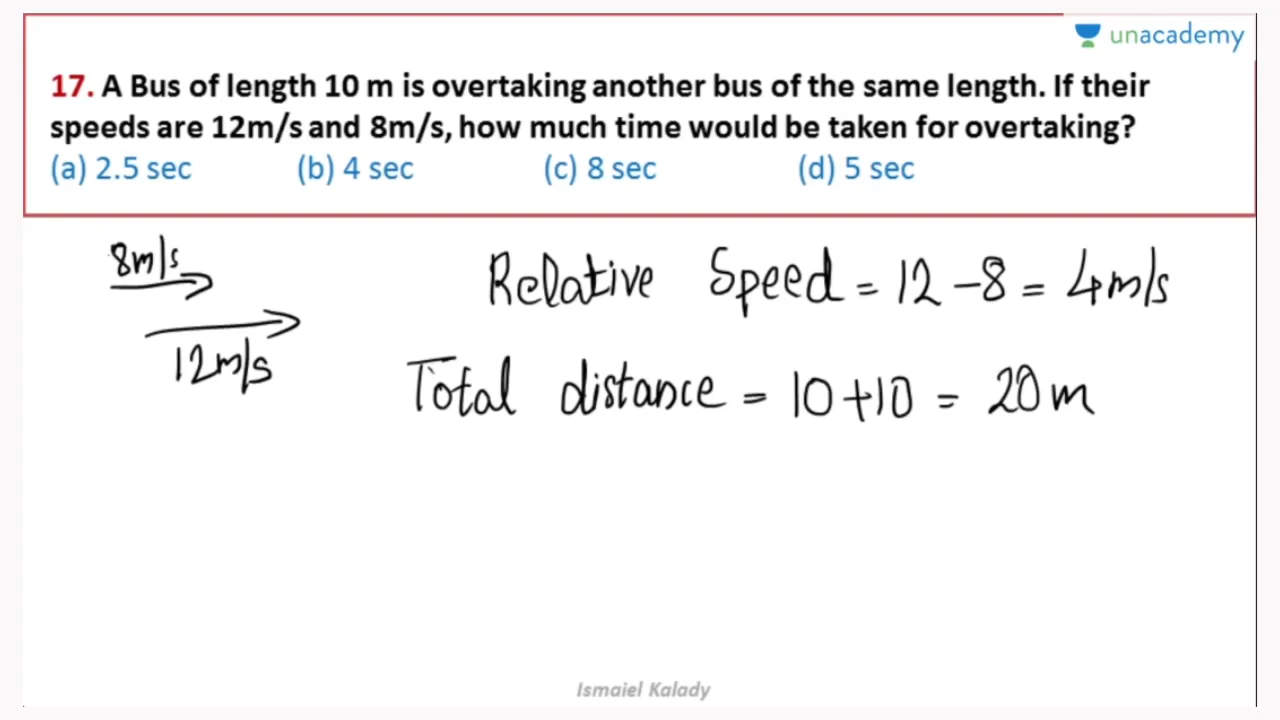 unacademy
17. A Bus of length 10 m is overtaking another bus of the same length. If their
speeds are 12m/s and 8m/s, how much time would be taken for overtaking?
(a) 2.5 sec (b) 4 sec (c) 8 sec (d) 5 sec
8m/s
12m/s
Relative Speed = 12 - 8 = 4m/s
Total distance = 10+10 = 20m
Ismaiel Kalady